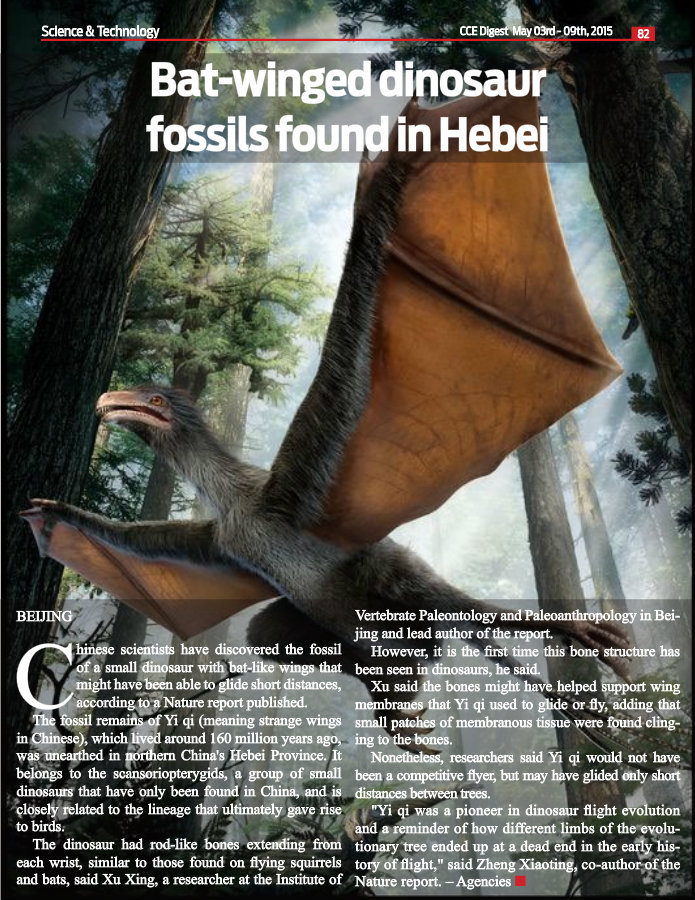 Science & Technology
CCE Digest May 03rd - 09th, 2015
82
Bat-winged dinosaur
fossils found in Hebei
BEIJING
Chinese scientists have discovered the fossil
of a small dinosaur with bat-like wings that
might have been able to glide short distances,
according to a Nature report published.
The fossil remains of Yi qi (meaning strange wings
in Chinese), which lived around 160 million years ago,
was unearthed in northern China's Hebei Province. It
belongs to the scansoriopterygids, a group of small
dinosaurs that have only been found in China, and is
closely related to the lineage that ultimately gave rise
to birds.
The dinosaur had rod-like bones extending from
each wrist, similar to those found on flying squirrels
and bats, said Xu Xing, a researcher at the Institute of
Vertebrate Paleontology and Paleoanthropology in Bei-
jing and lead author of the report.
However, it is the first time this bone structure has
been seen in dinosaurs, he said.
Xu said the bones might have helped support wing
membranes that Yi qi used to glide or fly, adding that
small patches of membranous tissue were found cling-
ing to the bones.
Nonetheless, researchers said Yi qi would not have
been a competitive flyer, but may have glided only short
distances between trees.
"Yi qi was a pioneer in dinosaur flight evolution
and a reminder of how different limbs of the evolu-
tionary tree ended up at a dead end in the early his-
tory of flight," said Zheng Xiaoting, co-author of the
Nature report. – Agencies